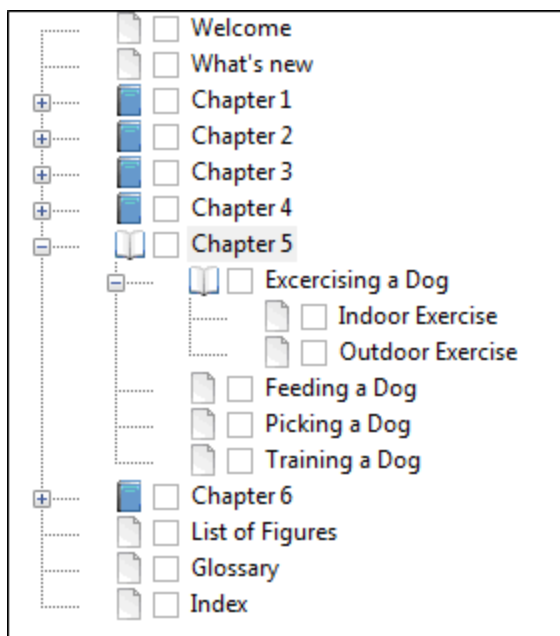 Welcome
What's new
Chapter 1
Chapter 2
Chapter 3
Chapter 4
Chapter 5
Excercising a Dog
Indoor Exercise
Outdoor Exercise
Feeding a Dog
Picking a Dog
Training a Dog
Chapter 6
List of Figures
Glossary
Index